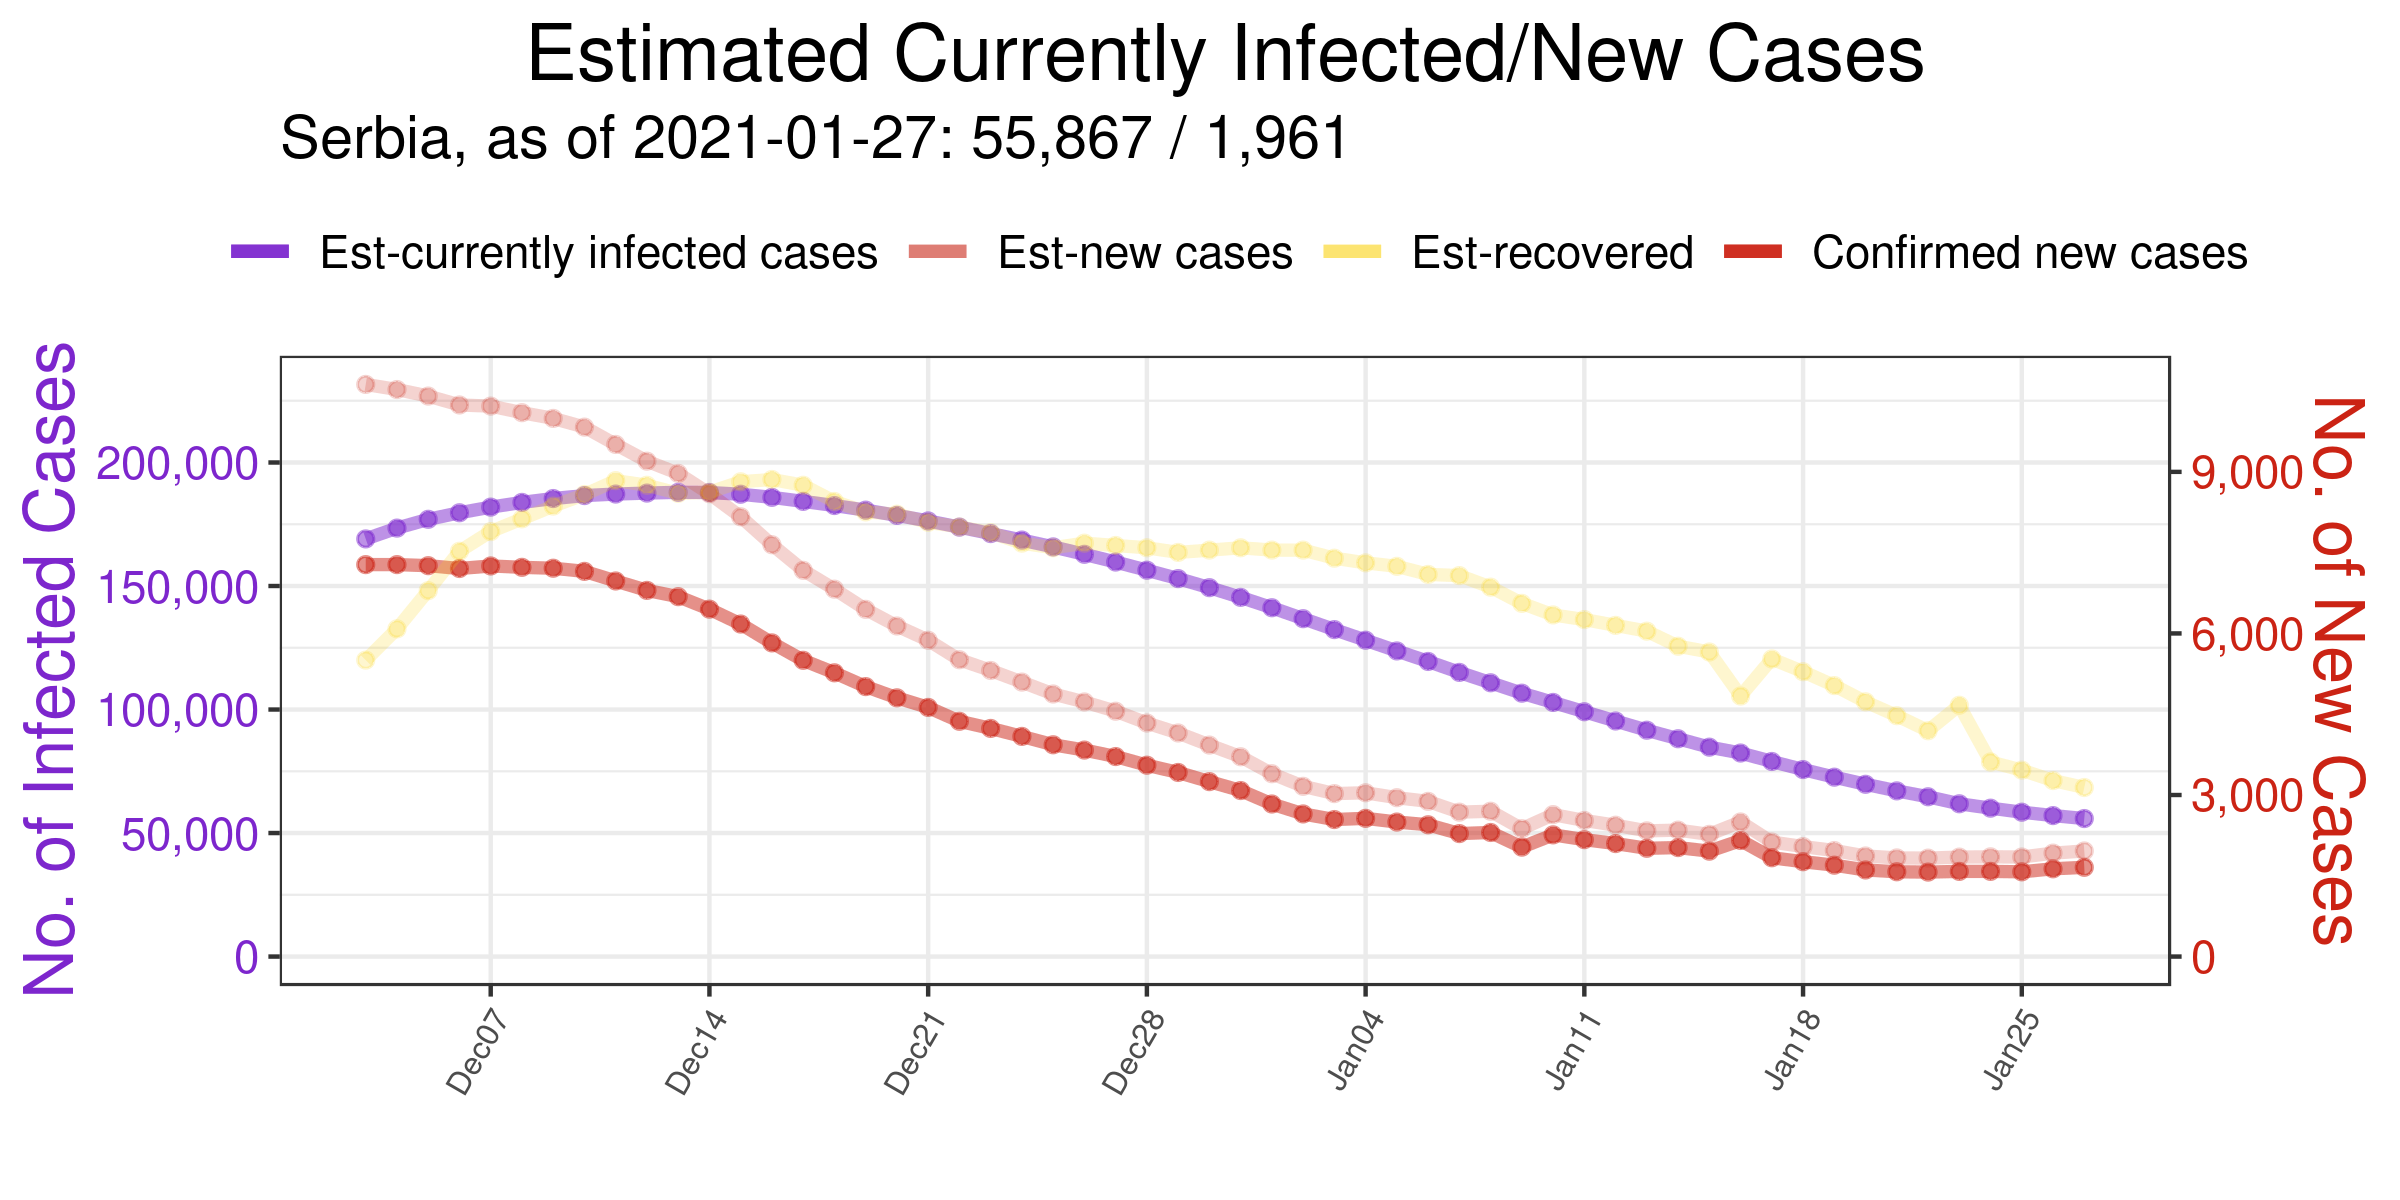 Estimated Currently Infected/New Cases
Serbia, as of 2021-01-27: 55,867 / 1,961
Est-currently infected cases Est-new cases Est-recovered Confirmed new cases
No. of Infected Cases
200,000
150,000
100,000
50,000
0
9,000
6,000
3,000
0
No. of New Cases
Dec07 Dec14 Dec21 Dec28 Jan04 Jan11 Jan18 Jan25